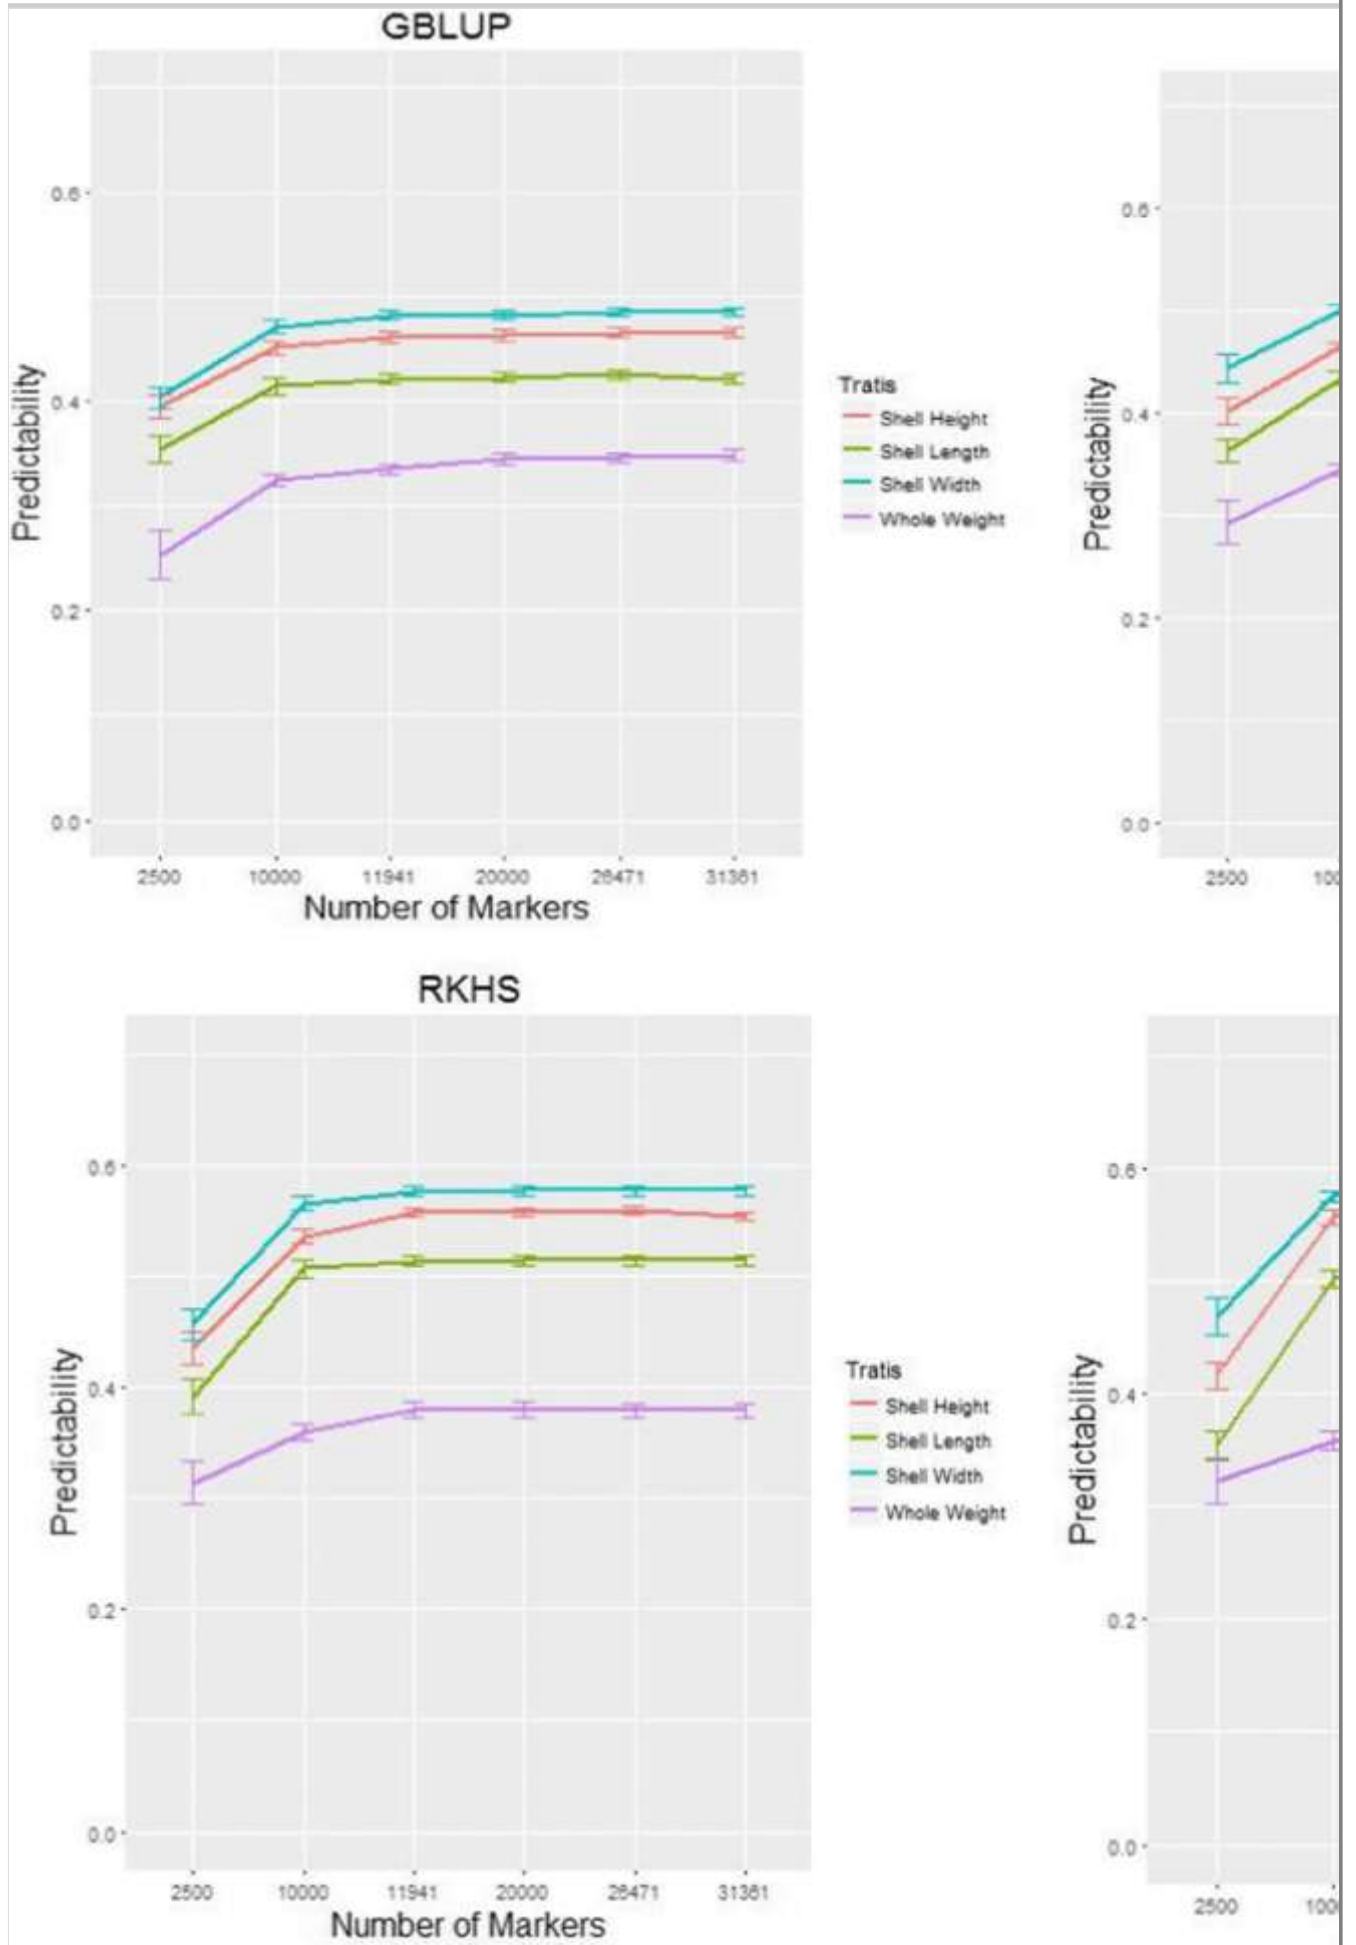 GBLUP
0.6
0.4
0.2
0.0
Predictability
2500 10000 11941 20000 26471 31361
Number of Markers
Tratis
Shell Height
Shell Length
Shell Width
Whole Weight
0.6
0.4
0.2
0.0
Predictability
2500 100
RKHS
0.6
0.4
0.2
0.0
Predictability
2500 10000 11941 20000 26471 31361
Number of Markers
Tratis
Shell Height
Shell Length
Shell Width
Whole Weight
0.6
0.4
0.2
0.0
Predictability
2500 1000